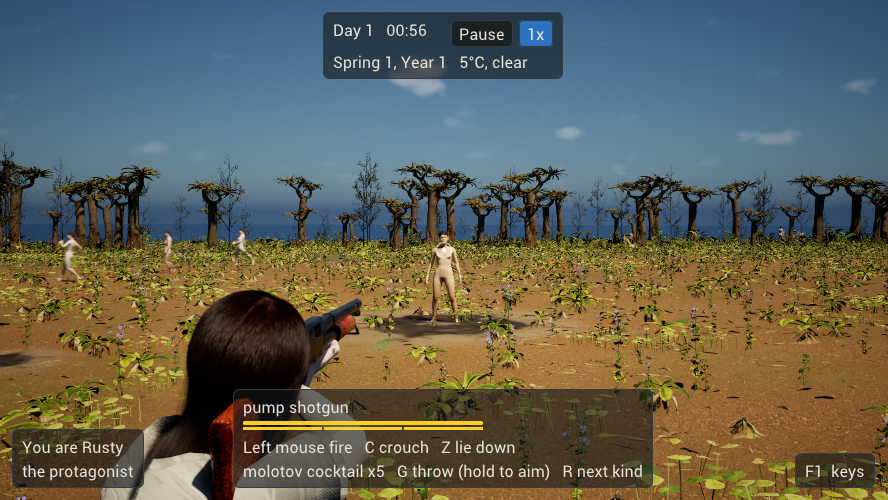 Day 1 00:56 Pause 1x
Spring 1, Year 1 5°C, clear
pump shotgun
Left mouse fire C crouch Z lie down
molotov cocktail x5 G throw (hold to aim) R next kind
You are Rusty
the protagonist
F1 keys